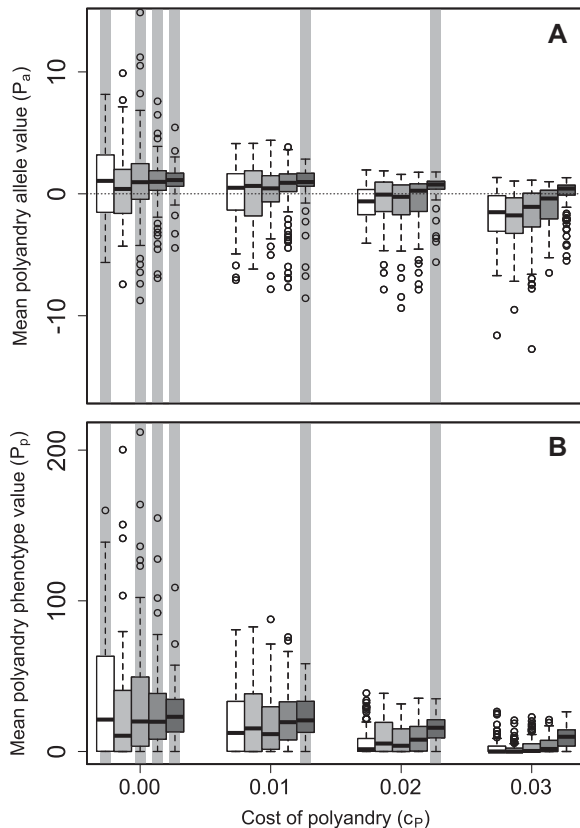 A
Mean polyandry allele value (Pa)
10
0
-10
B
Mean polyandry phenotype value (Pp)
200
100
0
0.00 0.01 0.02 0.03
Cost of polyandry (cP)